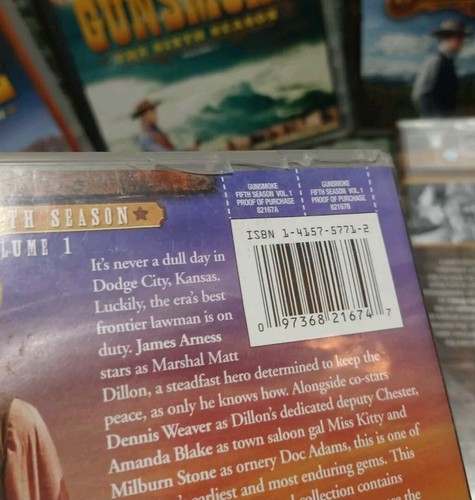 GUNSMOKE
THE SIXTH SEASON
GUNSMOKE
FIFTH SEASON VOL. 1
PROOF OF PURCHASE
82167A
GUNSMOKE
FIFTH SEASON VOL. 1
PROOF OF PURCHASE
82167B
TH SEASON
LUME 1
ISBN 1-4157-5771-2
0 97368 21674 7
It's never a dull day in
Dodge City, Kansas.
Luckily, the era's best
frontier lawman is on
duty. James Arness
stars as Marshal Matt
Dillon, a steadfast hero determined to keep the
peace, as only he knows how. Alongside co-stars
Dennis Weaver as Dillon's dedicated deputy Chester,
Amanda Blake as town saloon gal Miss Kitty and
Milburn Stone as ornery Doc Adams, this is one of
earliest and most enduring gems. This
collection contains
the